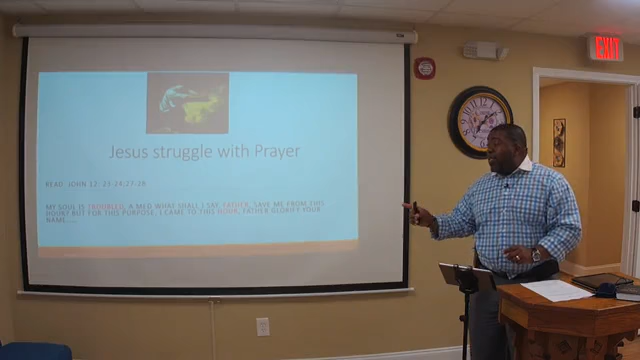 EXIT
Jesus struggle with Prayer
READ: JOHN 12: 23-24;27-28
MY SOUL IS TROUBLED, A MED WHAT SHALL I SAY, FATHER, SAVE ME FROM THIS
HOUR? BUT FOR THIS PURPOSE, I CAME TO THIS HOUR, FATHER GLORIFY YOUR
NAME....